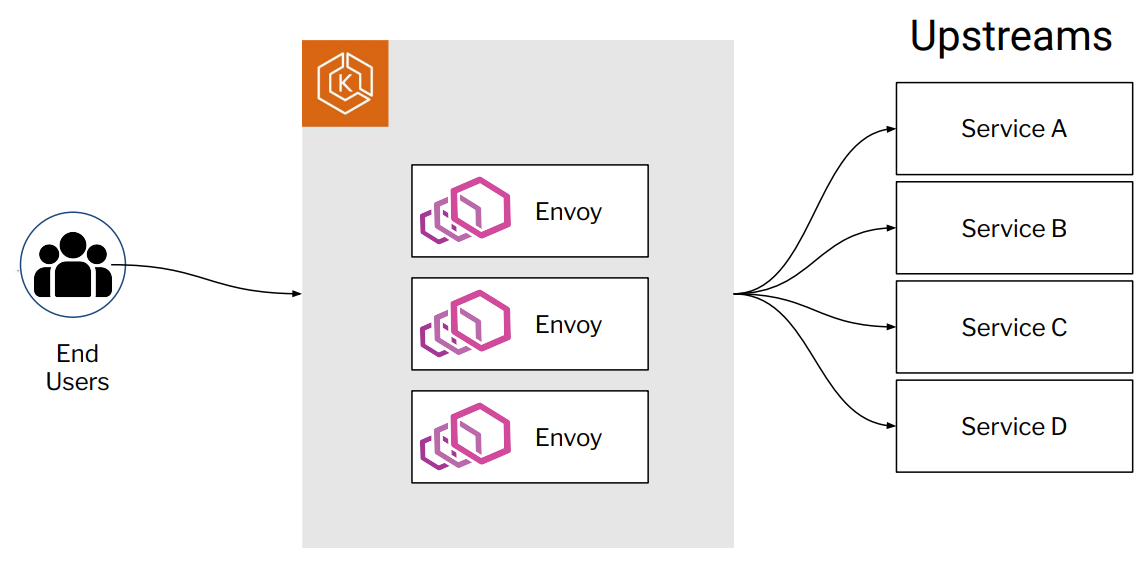 Upstreams
K
Envoy
Envoy
Envoy
End
Users
Service A
Service B
Service C
Service D